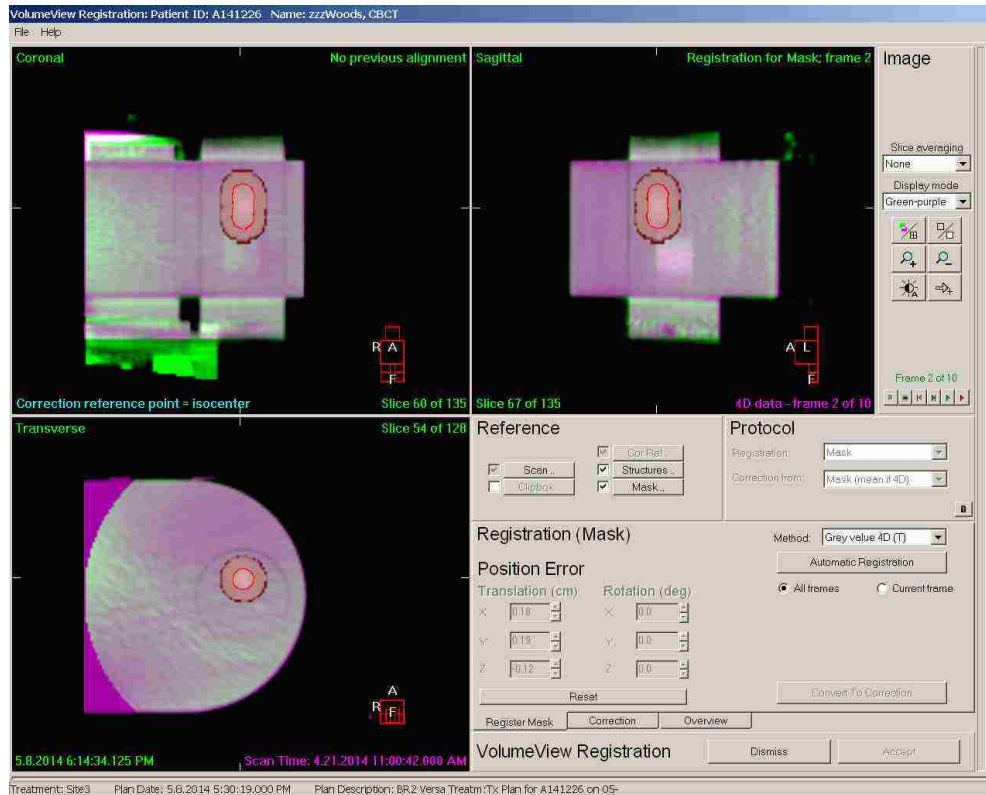 VolumeView Registration: Patient ID: A141226 Name: zzzWoods, CBCT
File Help
Coronal No previous alignment
Sagittal Registration for Mask: frame 2
R A
F
A L
F
Correction reference point = isocenter Slice 60 of 135
Slice 67 of 135 4D data - frame 2 of 10
Image
Slice averaging
None
Display mode
Green-purple
Frame 2 of 10
Transverse Slice 54 of 128
A
R F
5.8.2014 6:14:34.125 PM Scan Time: 4.21.2014 11:00:42.000 AM
Reference
Cor Ref ..
Scan .. Structures ..
Clipbox .. Mask ..
Protocol
Registration: Mask
Correction from: Mask (mean if 4D)
Registration (Mask)
Method: Grey value 4D (T)
Automatic Registration
All frames Current frame
Position Error
Translation (cm) Rotation (deg)
X 0.18 X 0.0
Y 0.19 Y 0.0
Z -0.12 Z 0.0
Reset
Convert To Correction
Register Mask Correction Overview
VolumeView Registration Dismiss Accept
Treatment: Site3 Plan Date: 5.8.2014 5:30:19.000 PM Plan Description: BR2 Versa Treatm:Tx Plan for A141226 on 05-